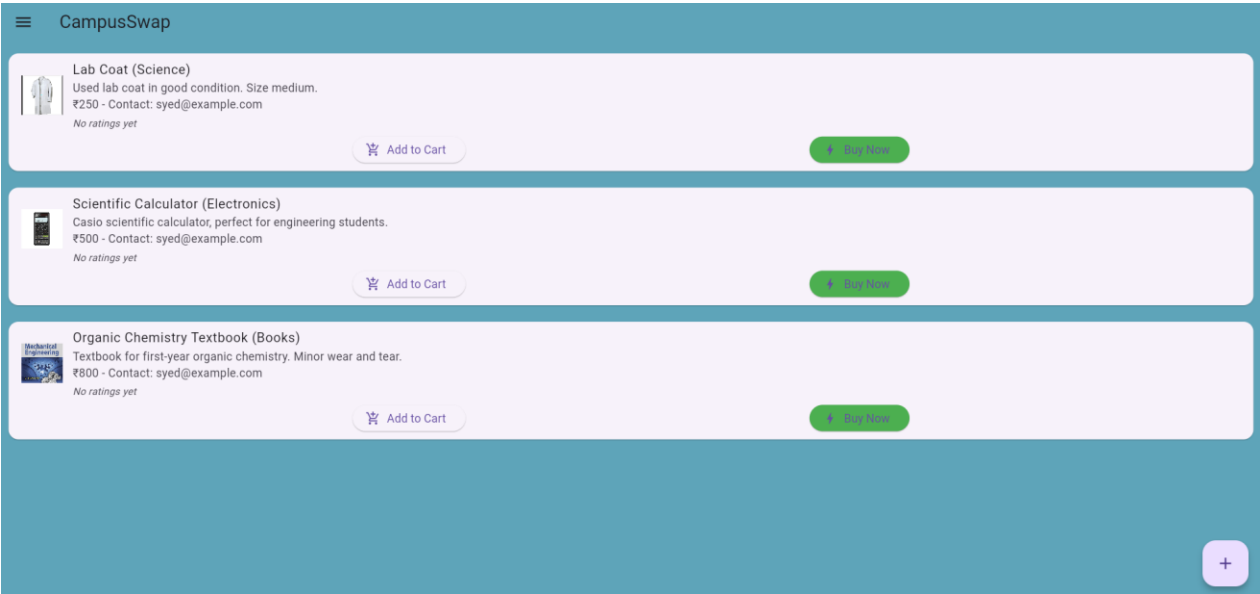 CampusSwap
Lab Coat (Science)
Used lab coat in good condition. Size medium.
₹250 - Contact: syed@example.com
No ratings yet
Add to Cart
Buy Now
Scientific Calculator (Electronics)
Casio scientific calculator, perfect for engineering students.
₹500 - Contact: syed@example.com
No ratings yet
Add to Cart
Buy Now
Mechanical
Engineering
Organic Chemistry Textbook (Books)
Textbook for first-year organic chemistry. Minor wear and tear.
₹800 - Contact: syed@example.com
No ratings yet
Add to Cart
Buy Now
+